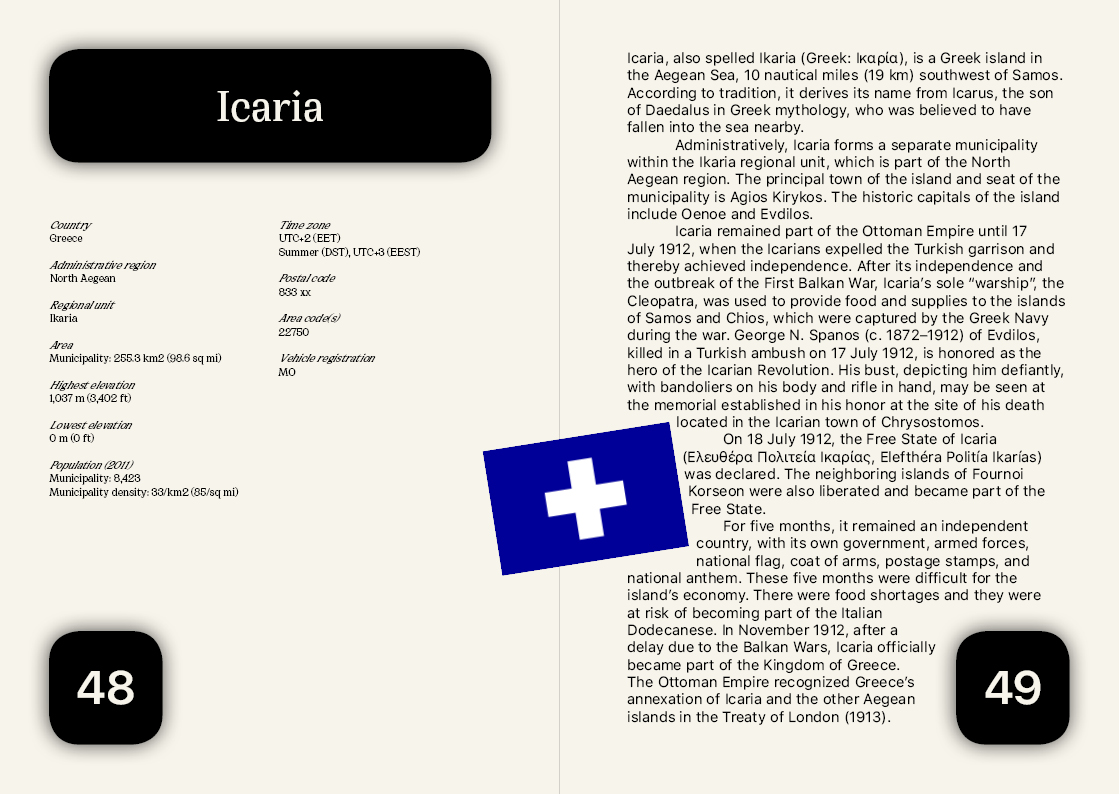 Icaria
Country
Greece
Administrative region
North Aegean
Regional unit
Ikaria
Area
Municipality: 255.3 km2 (98.6 sq mi)
Highest elevation
1,037 m (3,402 ft)
Lowest elevation
0 m (0 ft)
Population (2011)
Municipality: 8,423
Municipality density: 33/km2 (85/sq mi)
Time zone
UTC+2 (EET)
Summer (DST), UTC+3 (EEST)
Postal code
833 xx
Area code(s)
22750
Vehicle registration
MO
48
Icaria, also spelled Ikaria (Greek: Ικαρία), is a Greek island in
the Aegean Sea, 10 nautical miles (19 km) southwest of Samos.
According to tradition, it derives its name from Icarus, the son
of Daedalus in Greek mythology, who was believed to have
fallen into the sea nearby.
Administratively, Icaria forms a separate municipality
within the Ikaria regional unit, which is part of the North
Aegean region. The principal town of the island and seat of the
municipality is Agios Kirykos. The historic capitals of the island
include Oenoe and Evdilos.
Icaria remained part of the Ottoman Empire until 17
July 1912, when the Icarians expelled the Turkish garrison and
thereby achieved independence. After its independence and
the outbreak of the First Balkan War, Icaria’s sole “warship”, the
Cleopatra, was used to provide food and supplies to the islands
of Samos and Chios, which were captured by the Greek Navy
during the war. George N. Spanos (c. 1872–1912) of Evdilos,
killed in a Turkish ambush on 17 July 1912, is honored as the
hero of the Icarian Revolution. His bust, depicting him defiantly,
with bandoliers on his body and rifle in hand, may be seen at
the memorial established in his honor at the site of his death
located in the Icarian town of Chrysostomos.
On 18 July 1912, the Free State of Icaria
(Ελευθέρα Πολιτεία Ικαρίας, Elefthéra Politía Ikarías)
was declared. The neighboring islands of Fournoi
Korseon were also liberated and became part of the
Free State.
For five months, it remained an independent
country, with its own government, armed forces,
national flag, coat of arms, postage stamps, and
national anthem. These five months were difficult for the
island’s economy. There were food shortages and they were
at risk of becoming part of the Italian
Dodecanese. In November 1912, after a
delay due to the Balkan Wars, Icaria officially
became part of the Kingdom of Greece.
The Ottoman Empire recognized Greece’s
annexation of Icaria and the other Aegean
islands in the Treaty of London (1913).
49